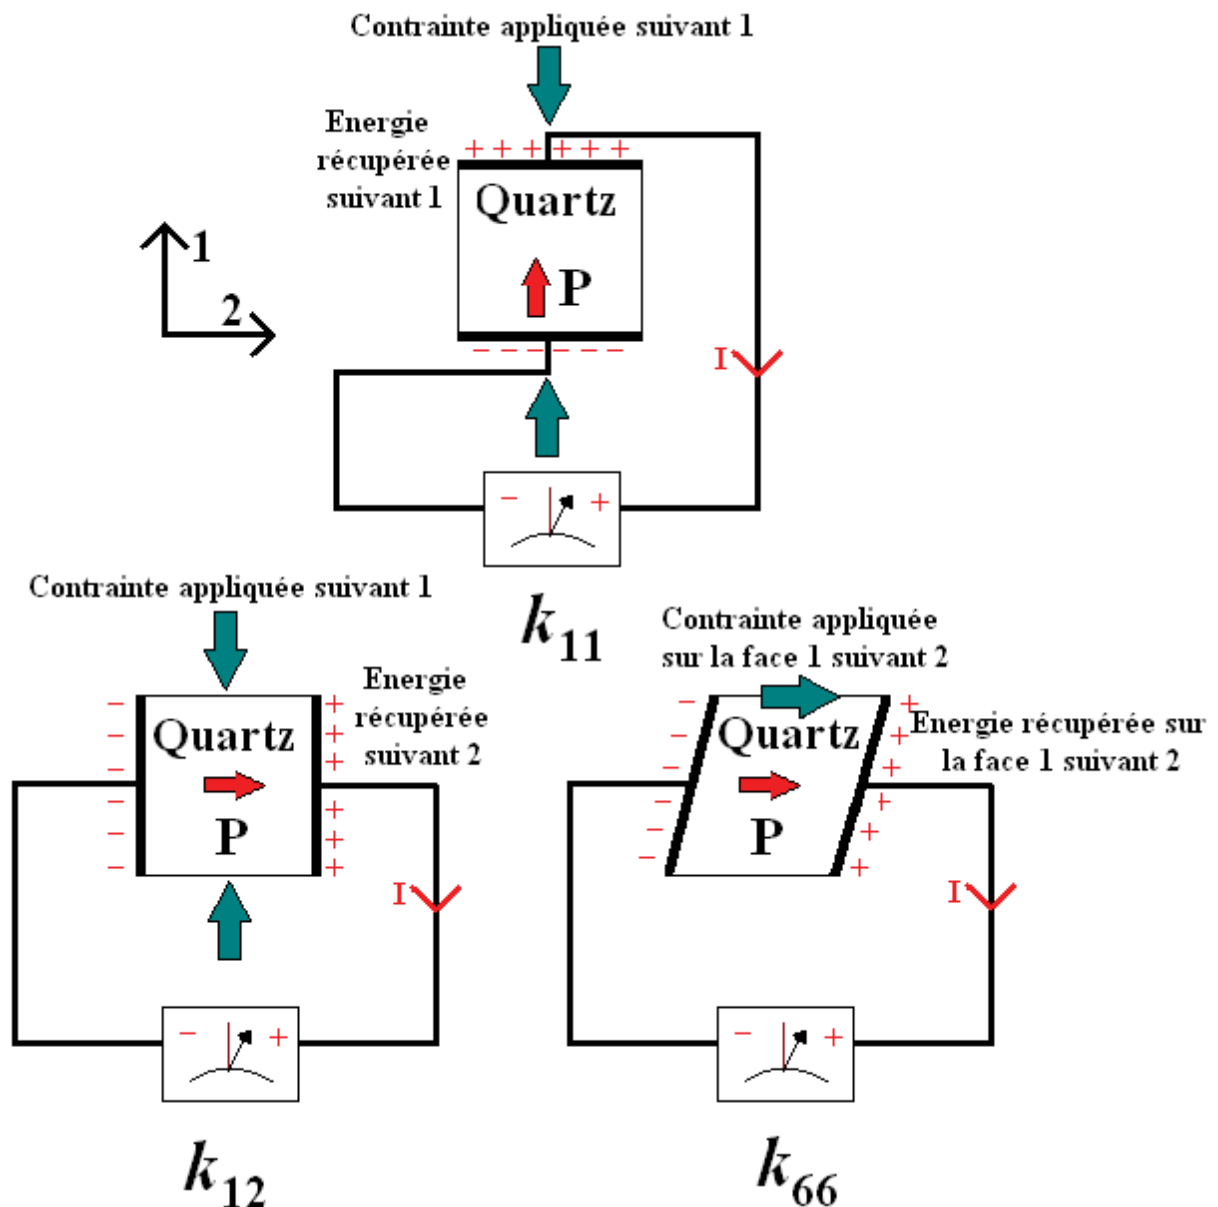 Contrainte appliquée suivant 1
Energie
récupérée
suivant 1
+ + + + + +
Quartz
P
1
2
− − − − − −
I
− +
k11
Contrainte appliquée suivant 1
Energie
récupérée
suivant 2
Quartz
P
I
− +
k12
Contrainte appliquée
sur la face 1 suivant 2
Quartz
P
Energie récupérée sur
la face 1 suivant 2
I
− +
k66